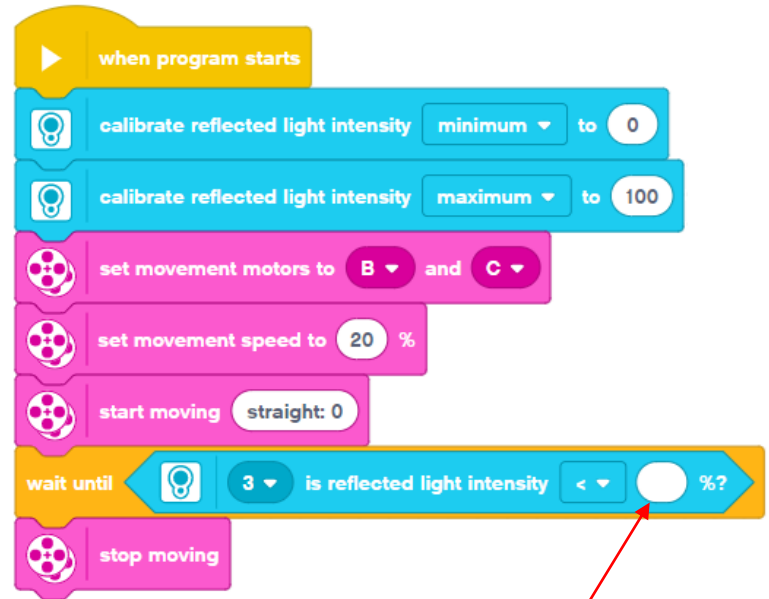 when program starts
calibrate reflected light intensity minimum to 0
calibrate reflected light intensity maximum to 100
set movement motors to B and C
set movement speed to 20 %
start moving straight: 0
wait until 3 is reflected light intensity < %?
stop moving